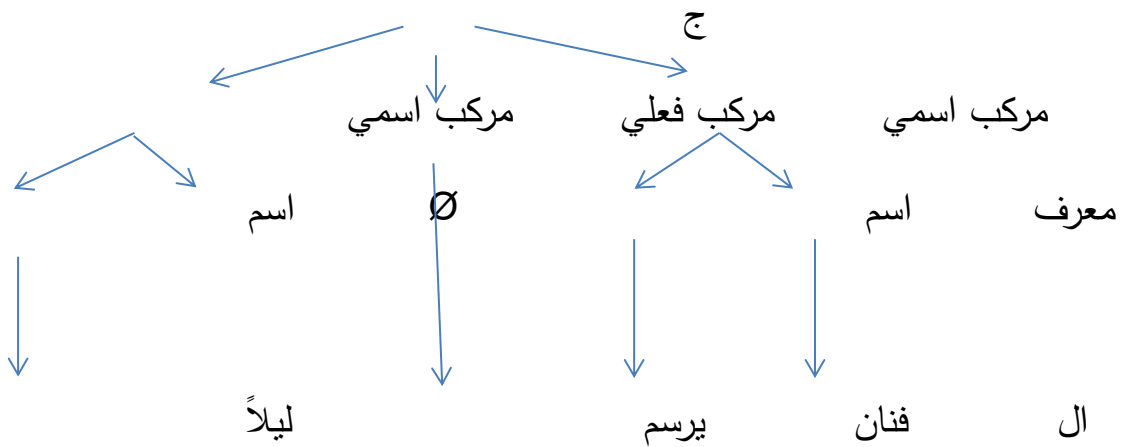 ج
مركب اسمي مركب فعلي مركب اسمي
معرف اسم Ø اسم
ال فنان يرسم ليلاً